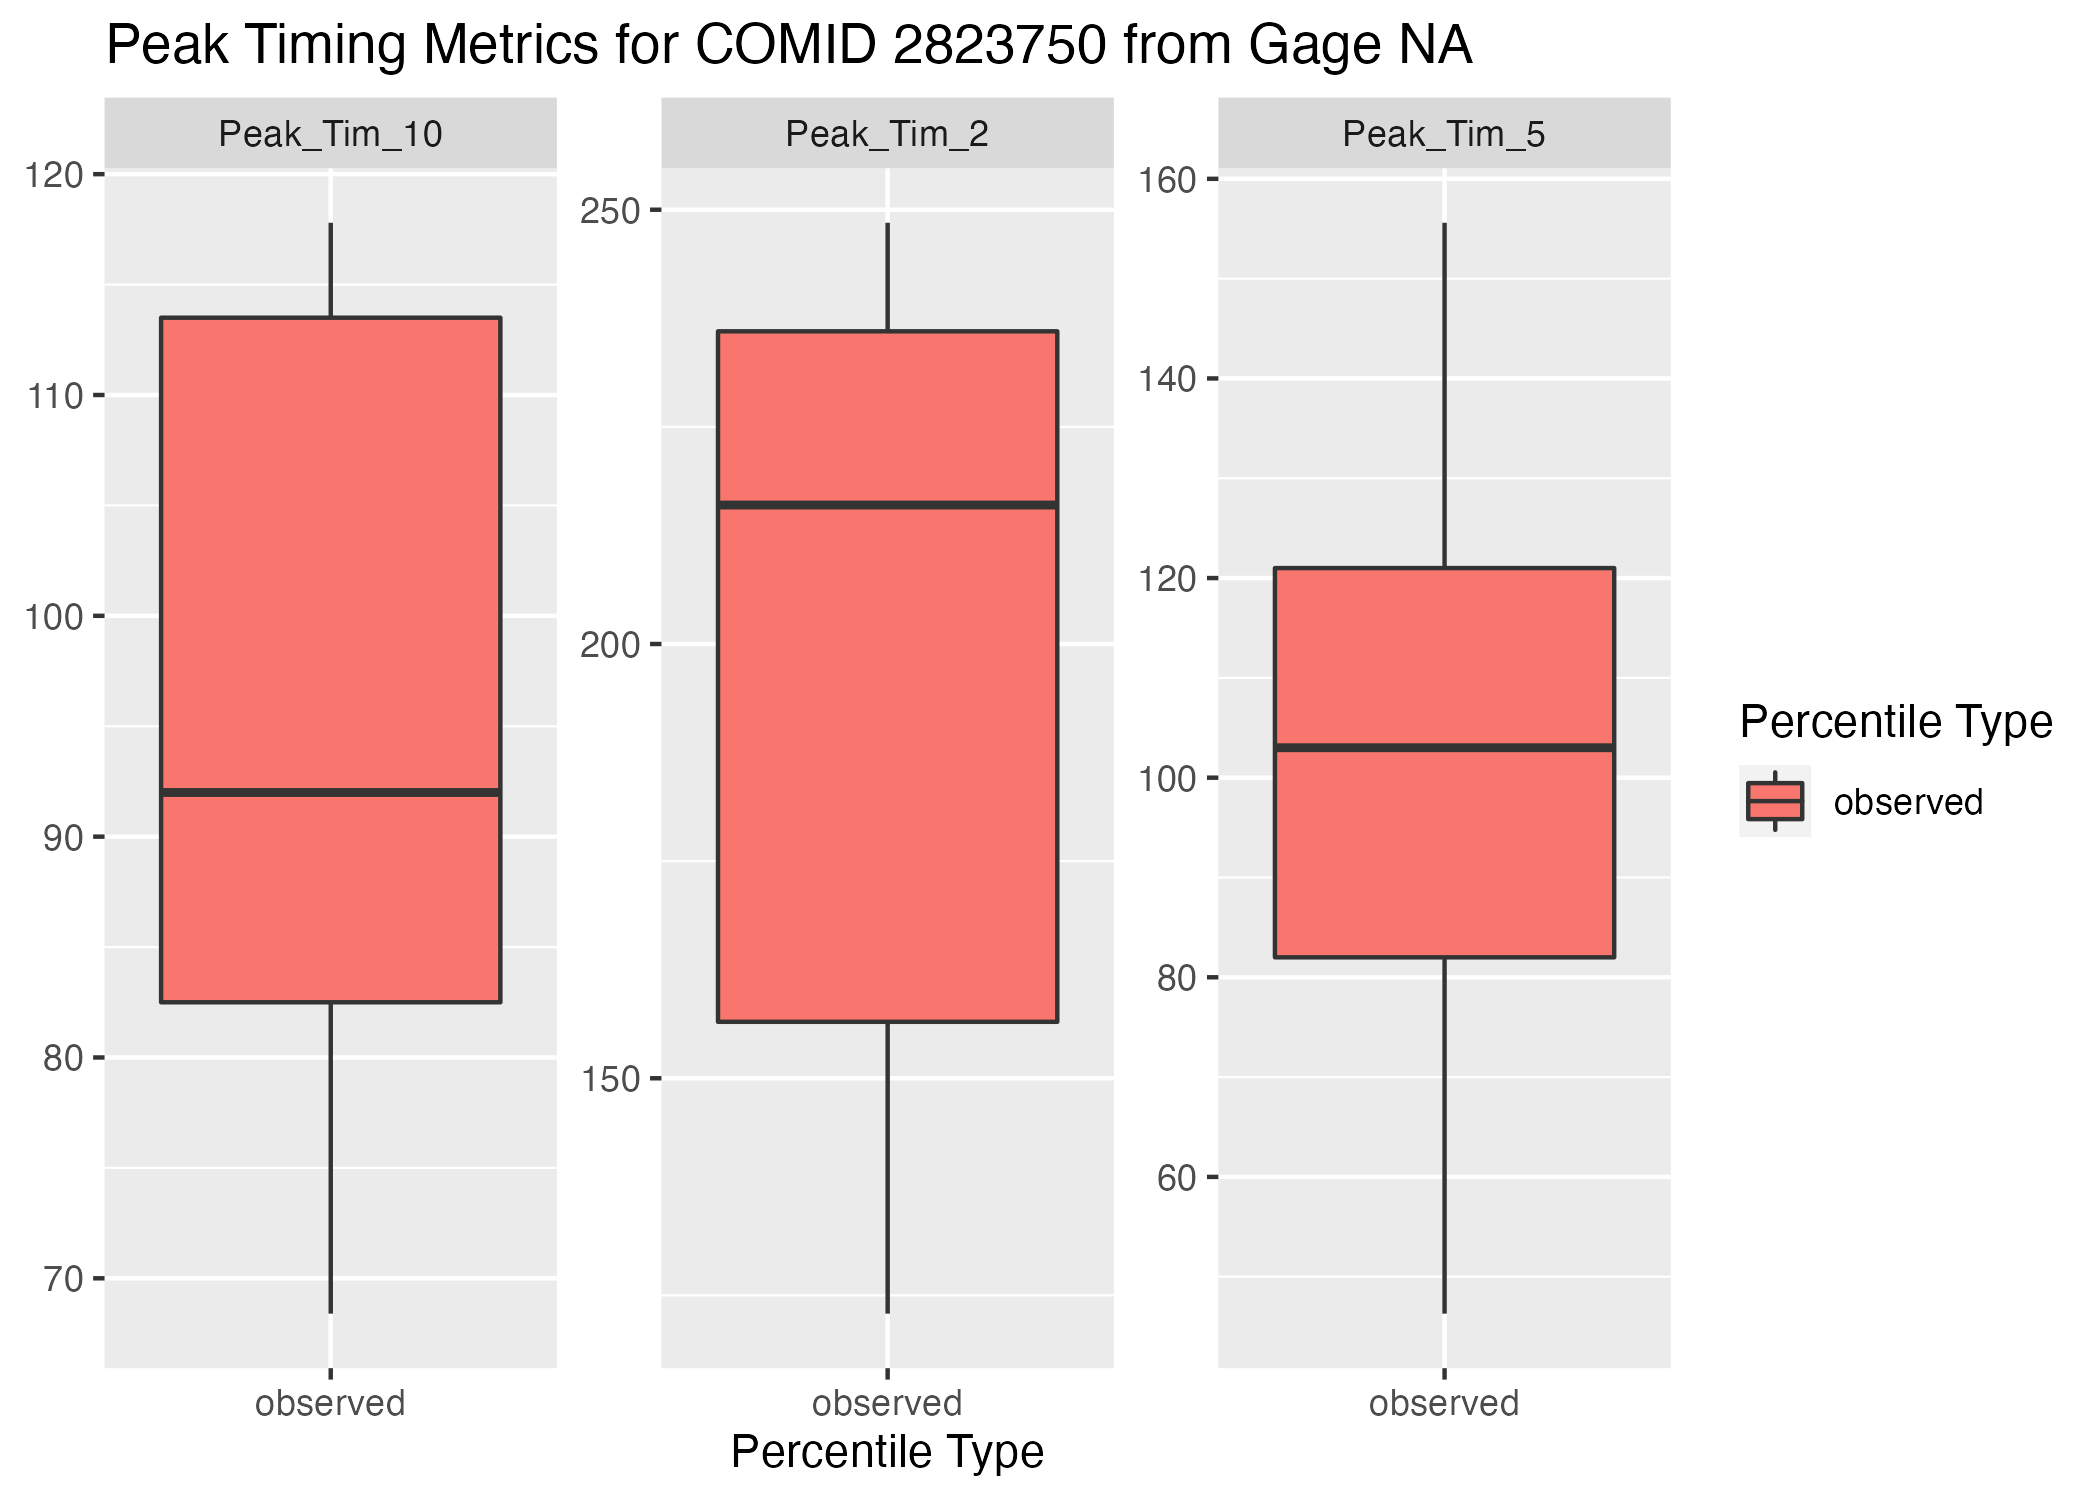 Peak Timing Metrics for COMID 2823750 from Gage NA
Peak_Tim_10
120
110
100
90
80
70
observed
Peak_Tim_2
250
200
150
observed
Peak_Tim_5
160
140
120
100
80
60
observed
Percentile Type
Percentile Type
observed